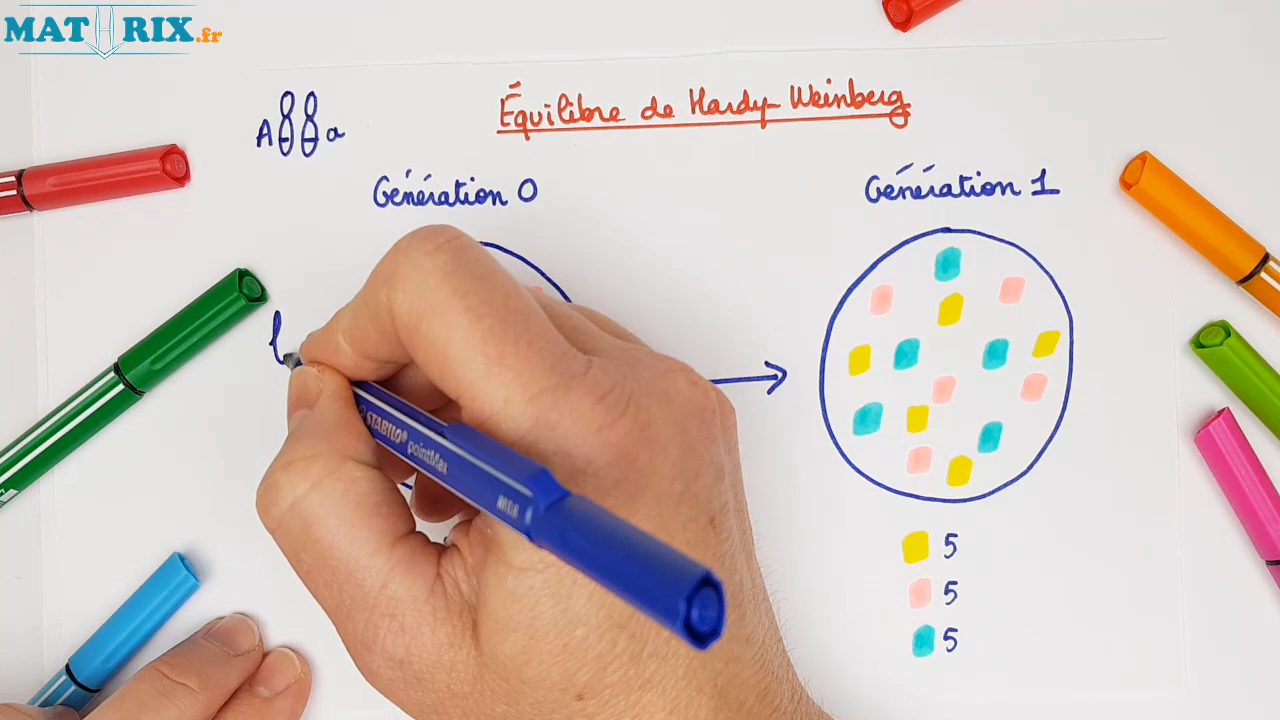 MATHRIX.fr
Équilibre de Hardy-Weinberg
A a
Génération 0
Génération 1
STABILO® pointMax
5
5
5